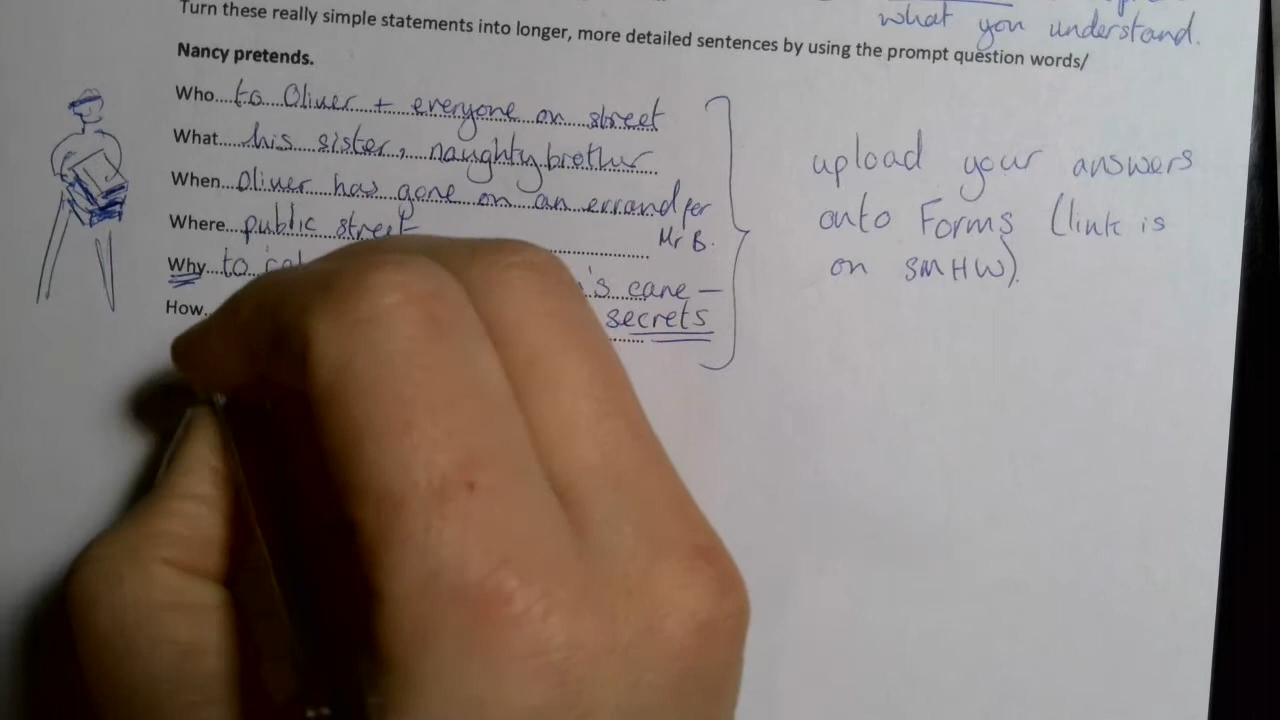 what you understand.
Turn these really simple statements into longer, more detailed sentences by using the prompt question words/
Nancy pretends.
Who...to Oliver + everyone on street
What...his sister, naughty brother
When...Oliver has gone on an errand for
Mr B.
Where...public street
Why...to 's cane —
secrets
How.
upload your answers
onto Forms (link is
on SMHW).